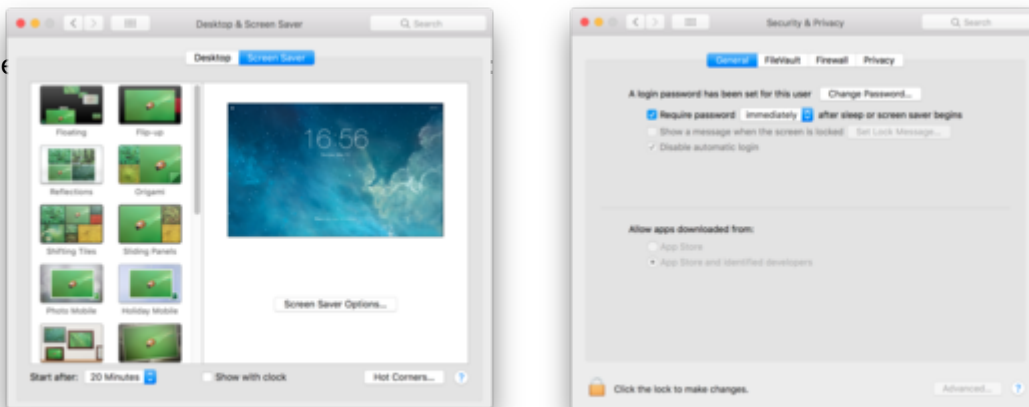 Desktop & Screen Saver
Search
Desktop Screen Saver
Floating Flip-up
Reflections Origami
Shifting Tiles Sliding Panels
Photo Mobile Holiday Mobile
16:56
Screen Saver Options...
Start after: 20 Minutes Show with clock Hot Corners... ?
Security & Privacy
Search
General FileVault Firewall Privacy
A login password has been set for this user Change Password...
Require password immediately after sleep or screen saver begins
Show a message when the screen is locked Set Lock Message...
Disable automatic login
Allow apps downloaded from:
App Store
App Store and identified developers
Click the lock to make changes. Advanced... ?